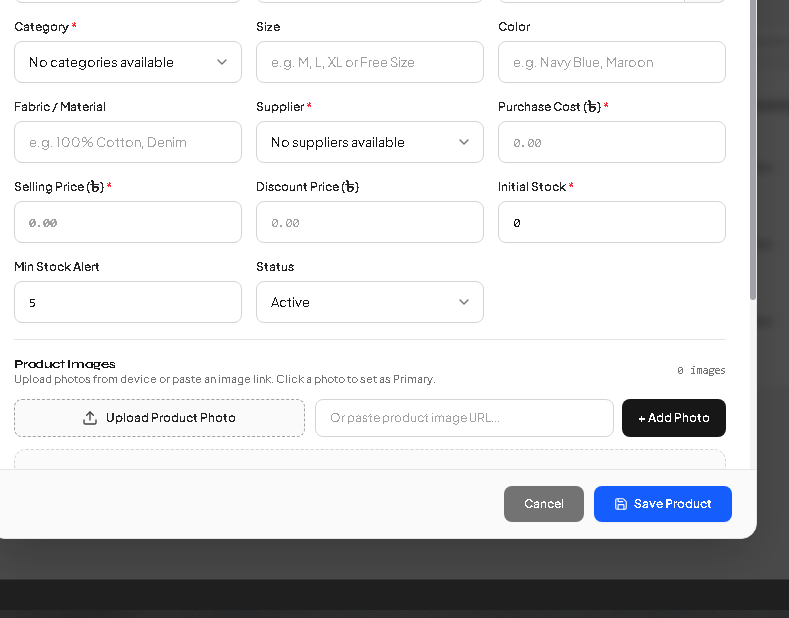 Category *
Size
Color
No categories available
e.g. M, L, XL or Free Size
e.g. Navy Blue, Maroon
Fabric / Material
Supplier *
Purchase Cost (৳) *
e.g. 100% Cotton, Denim
No suppliers available
0.00
Selling Price (৳) *
Discount Price (৳)
Initial Stock *
0.00
0.00
0
Min Stock Alert
Status
5
Active
Product Images
0 images
Upload photos from device or paste an image link. Click a photo to set as Primary.
Upload Product Photo
Or paste product image URL...
+ Add Photo
Cancel
Save Product